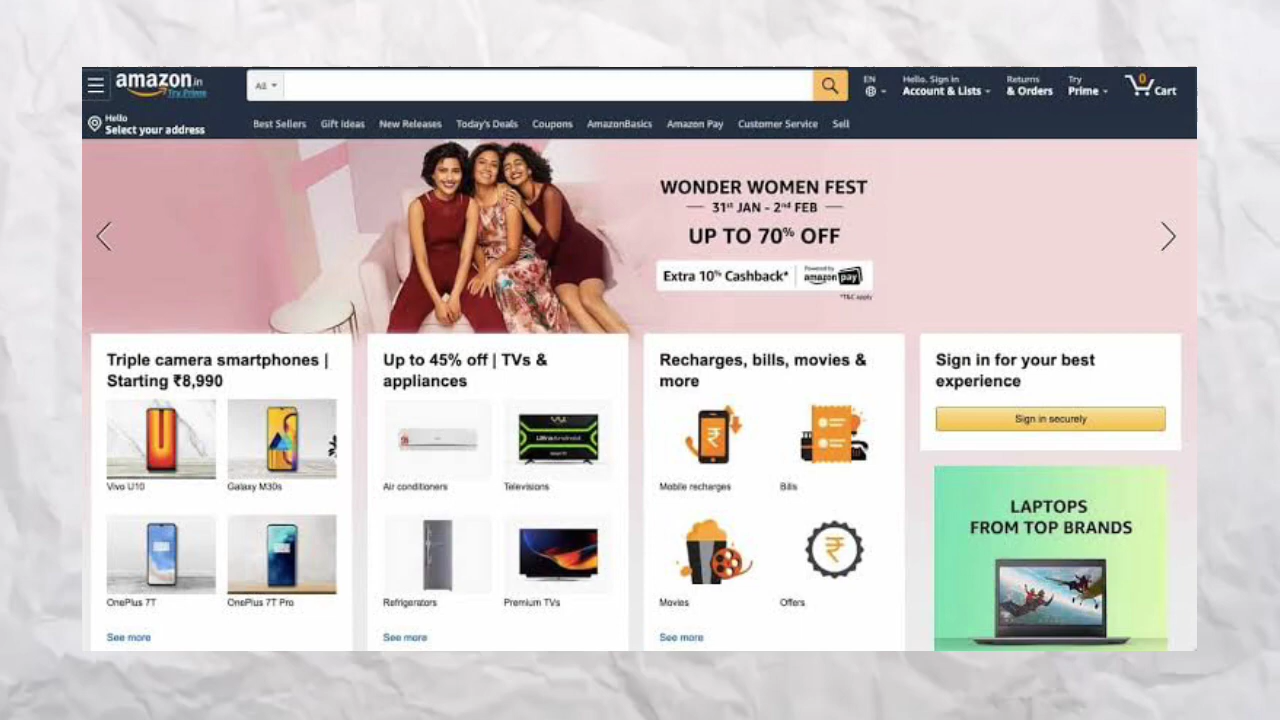 amazon.in
Try Prime
All
EN
Hello. Sign in
Account & Lists
Returns
& Orders
Try
Prime
0
Cart
Hello
Select your address
Best Sellers
Gift Ideas
New Releases
Today's Deals
Coupons
AmazonBasics
Amazon Pay
Customer Service
Sell
WONDER WOMEN FEST
31st JAN - 2nd FEB
UP TO 70% OFF
Extra 10% Cashback*
Powered by
amazon pay
*T&C apply
Triple camera smartphones |
Starting ₹8,990
Vivo U10
Galaxy M30s
OnePlus 7T
OnePlus 7T Pro
See more
Up to 45% off | TVs &
appliances
Air conditioners
Televisions
Refrigerators
Premium TVs
See more
Recharges, bills, movies &
more
Mobile recharges
Bills
Movies
Offers
See more
Sign in for your best
experience
Sign in securely
LAPTOPS
FROM TOP BRANDS